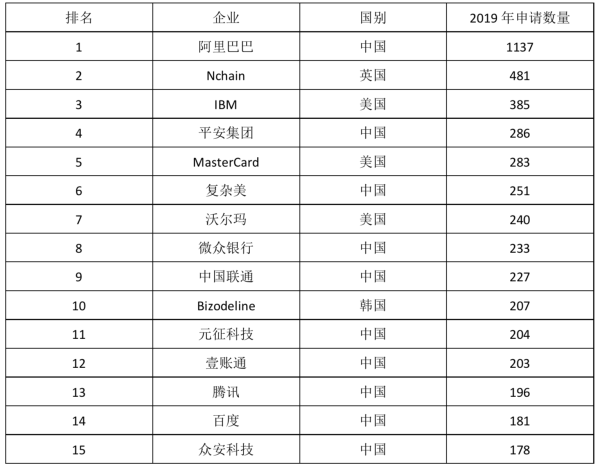 排名 企业 国别 2019 年申请数量
1 阿里巴巴 中国 1137
2 Nchain 英国 481
3 IBM 美国 385
4 平安集团 中国 286
5 MasterCard 美国 283
6 复杂美 中国 251
7 沃尔玛 美国 240
8 微众银行 中国 233
9 中国联通 中国 227
10 Bizodeline 韩国 207
11 元征科技 中国 204
12 壹账通 中国 203
13 腾讯 中国 196
14 百度 中国 181
15 众安科技 中国 178